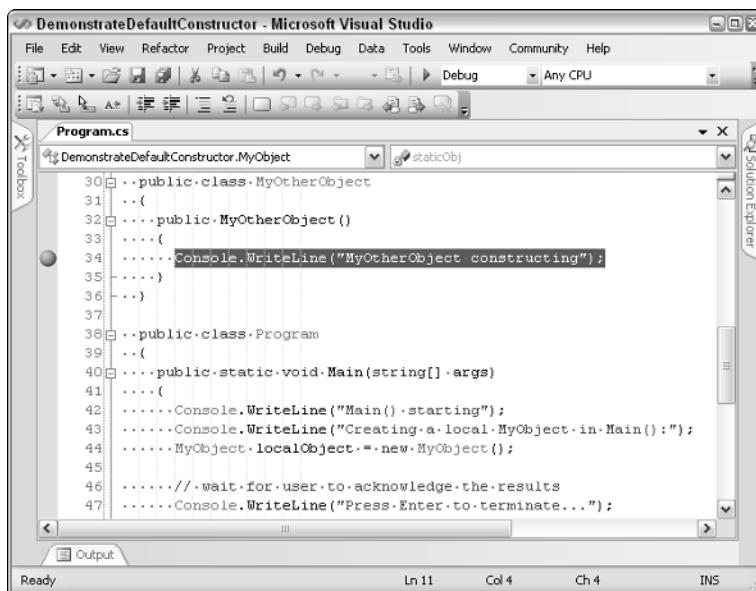 DemonstrateDefaultConstructor - Microsoft Visual Studio
File Edit View Refactor Project Build Debug Data Tools Window Community Help
Debug Any CPU
Program.cs
Toolbox
Solution Explorer
DemonstrateDefaultConstructor.MyObject staticObj
30 public class MyOtherObject
31 {
32 public MyOtherObject()
33 {
34 Console.WriteLine("MyOtherObject constructing");
35 }
36 }
37
38 public class Program
39 {
40 public static void Main(string[] args)
41 {
42 Console.WriteLine("Main() starting");
43 Console.WriteLine("Creating a local MyObject in Main():");
44 MyObject localObject = new MyObject();
45
46 // wait for user to acknowledge the results
47 Console.WriteLine("Press Enter to terminate...");
Output
Ready Ln 11 Col 4 Ch 4 INS